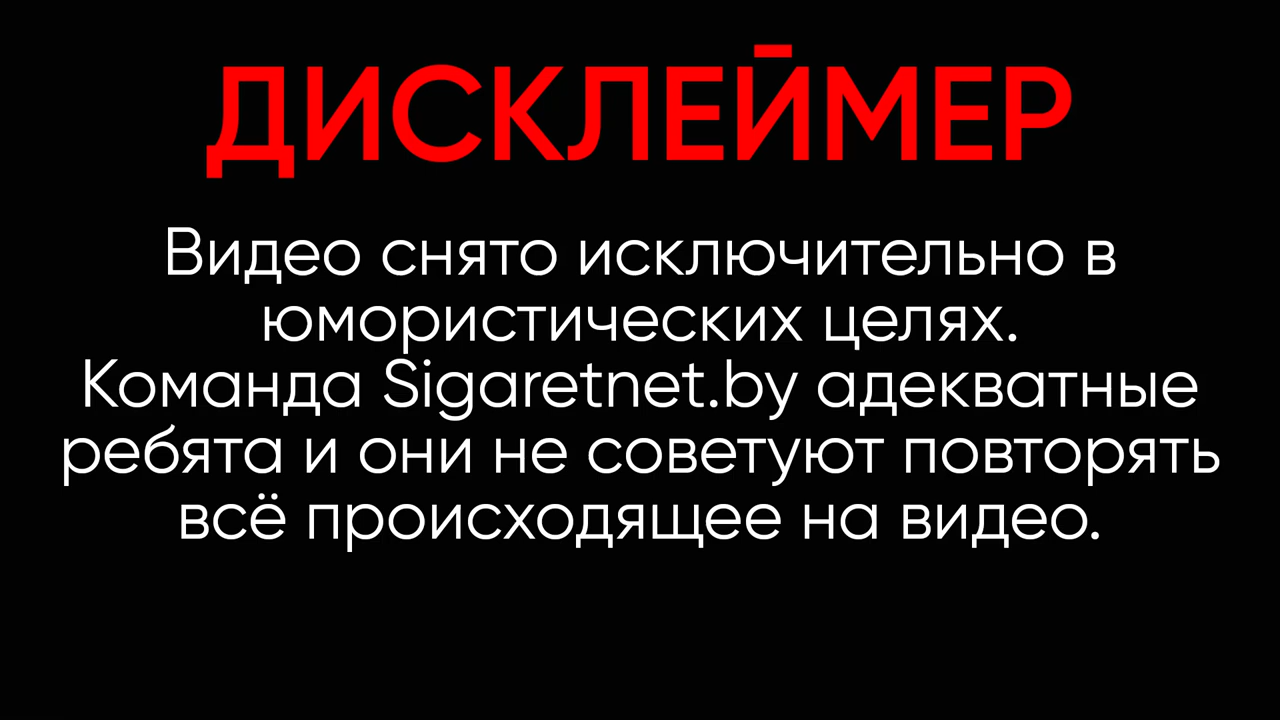 ДИСКЛЕЙМЕР
Видео снято исключительно в
юмористических целях.
Команда Sigaretnet.by адекватные
ребята и они не советуют повторять
всё происходящее на видео.